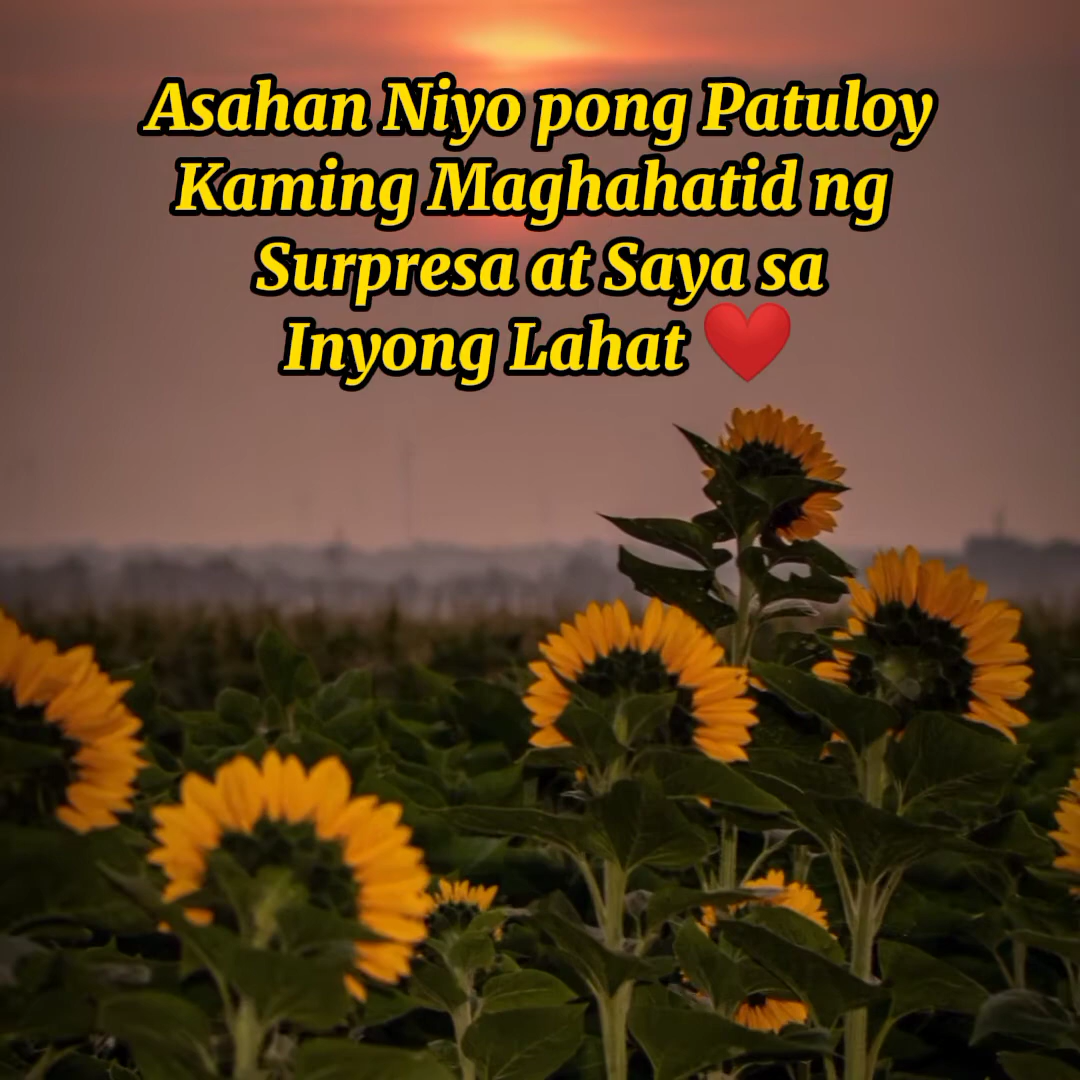 Asahan Niyo pong Patuloy
Kaming Maghahatid ng
Surpresa at Saya sa
Inyong Lahat ❤️